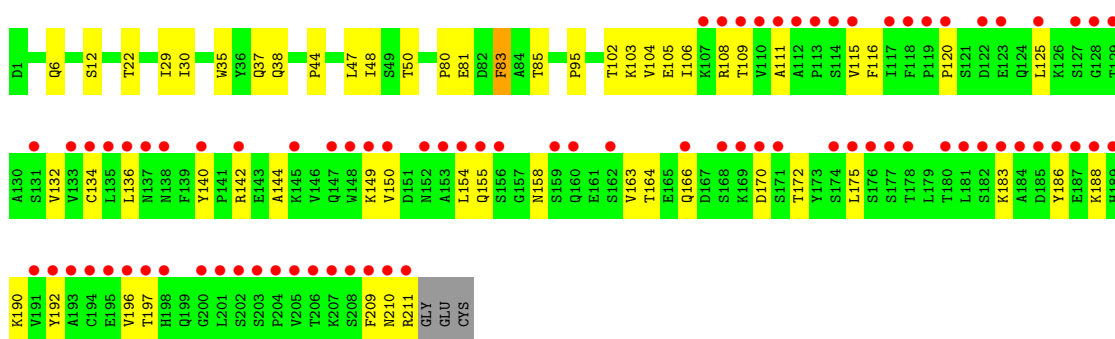 D1 Q6 S12 T22 I29 I30 W35 Y36 Q37 Q38 P44 L47 I48 S49 T50 P80 E81 D82 F83 A84 T85 P95 T102 K103 V104 E105 I106 K107 R108 T109 V110 A111 A112 P113 S114 V115 F116 I117 F118 P119 P120 S121 D122 E123 Q124 L125 K126 S127 G128 T129
A130 S131 V132 V133 C134 L135 L136 N137 N138 F139 Y140 P141 R142 E143 A144 K145 V146 Q147 W148 K149 V150 D151 N152 A153 L154 Q155 S156 G157 N158 S159 Q160 E161 S162 V163 T164 E165 Q166 D167 S168 K169 D170 S171 T172 Y173 S174 L175 S176 S177 T178 L179 T180 L181 S182 K183 A184 D185 Y186 E187 K188 H189
K190 V191 Y192 A193 C194 E195 V196 T197 H198 Q199 G200 L201 S202 S203 P204 V205 T206 K207 S208 F209 N210 R211 GLY GLU CYS